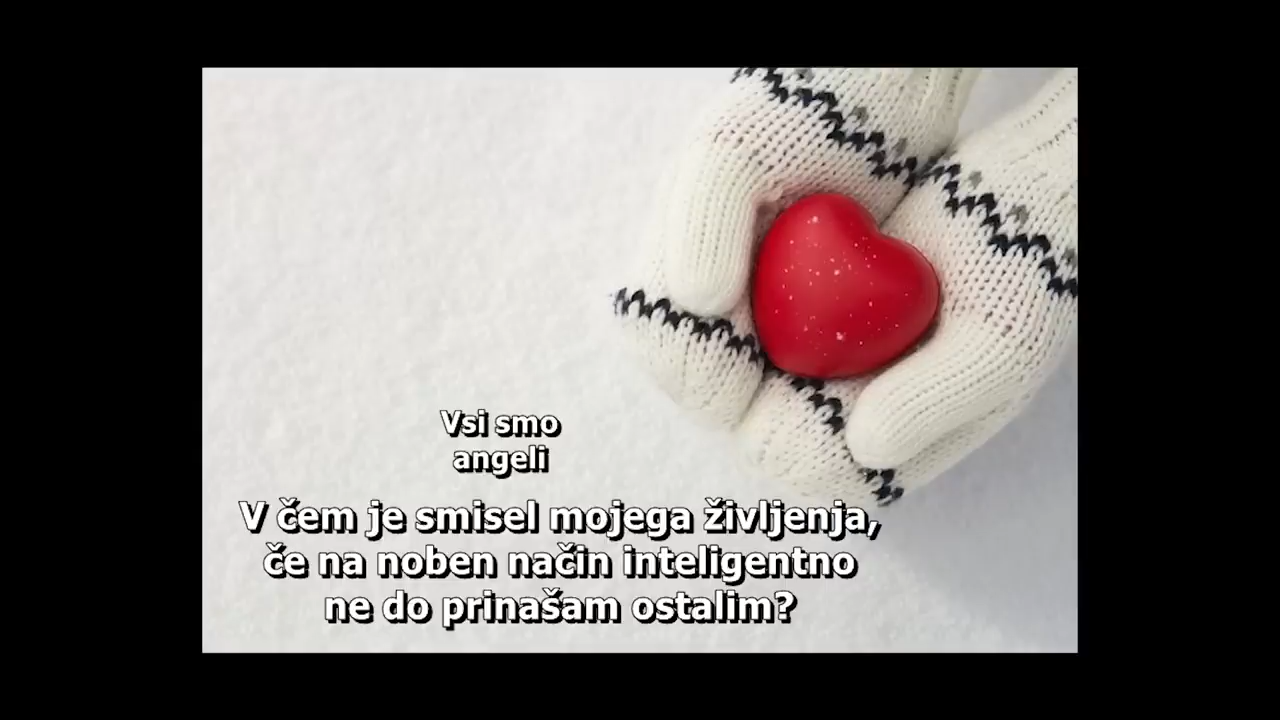 Vsi smo
angeli
V čem je smisel mojega življenja,
če na noben način inteligentno
ne do prinašam ostalim?